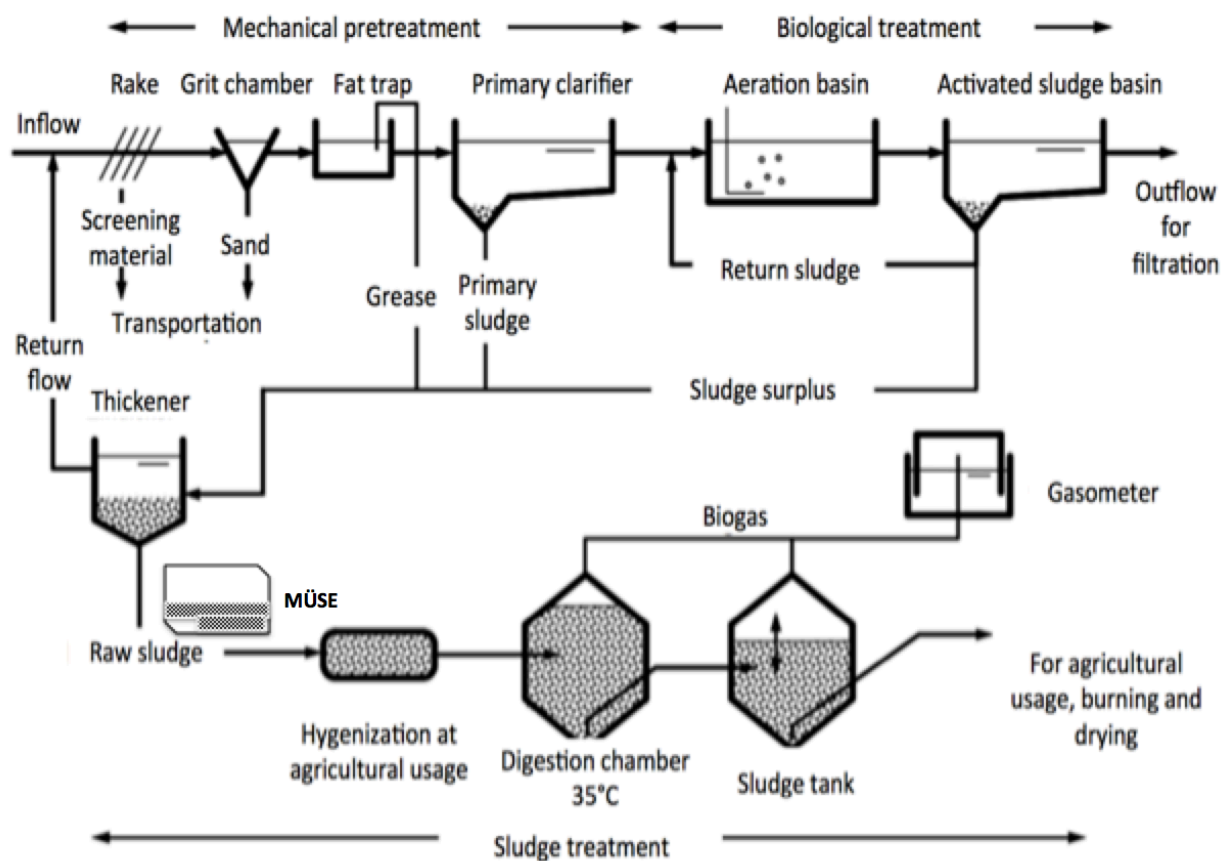 Mechanical pretreatment
Biological treatment
Rake
Grit chamber
Fat trap
Primary clarifier
Aeration basin
Activated sludge basin
Inflow
Screening
material
Sand
Transportation
Grease
Primary
sludge
Return sludge
Outflow
for
filtration
Return
flow
Thickener
Sludge surplus
Gasometer
Biogas
MÜSE
Raw sludge
Hygenization at
agricultural usage
Digestion chamber
35°C
Sludge tank
For agricultural
usage, burning and
drying
Sludge treatment